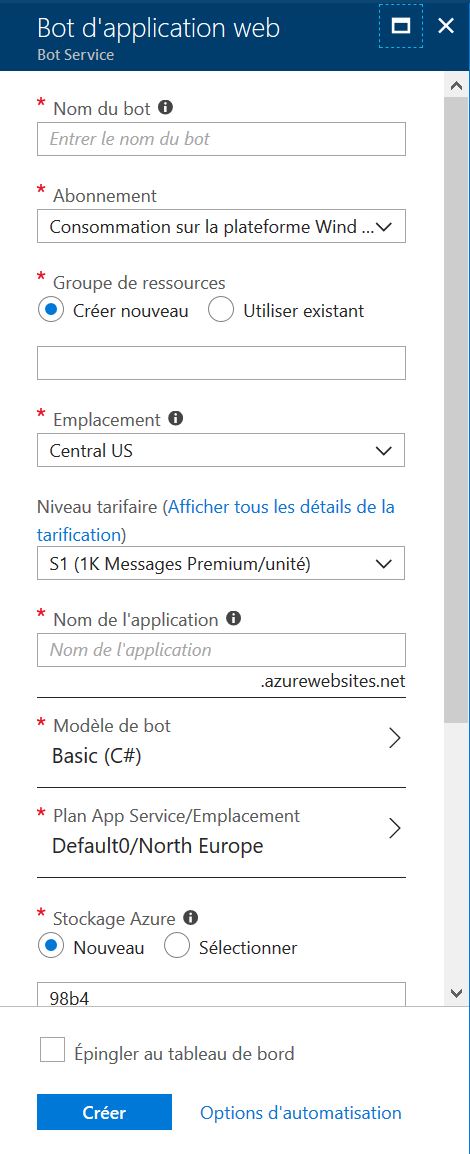 Bot d'application web
Bot Service
* Nom du bot
Entrer le nom du bot
* Abonnement
Consommation sur la plateforme Wind ...
* Groupe de ressources
Créer nouveau Utiliser existant
* Emplacement
Central US
Niveau tarifaire (Afficher tous les détails de la
tarification)
S1 (1K Messages Premium/unité)
* Nom de l'application
Nom de l'application
.azurewebsites.net
* Modèle de bot
Basic (C#)
* Plan App Service/Emplacement
Default0/North Europe
* Stockage Azure
Nouveau Sélectionner
98b4
Épingler au tableau de bord
Créer Options d'automatisation